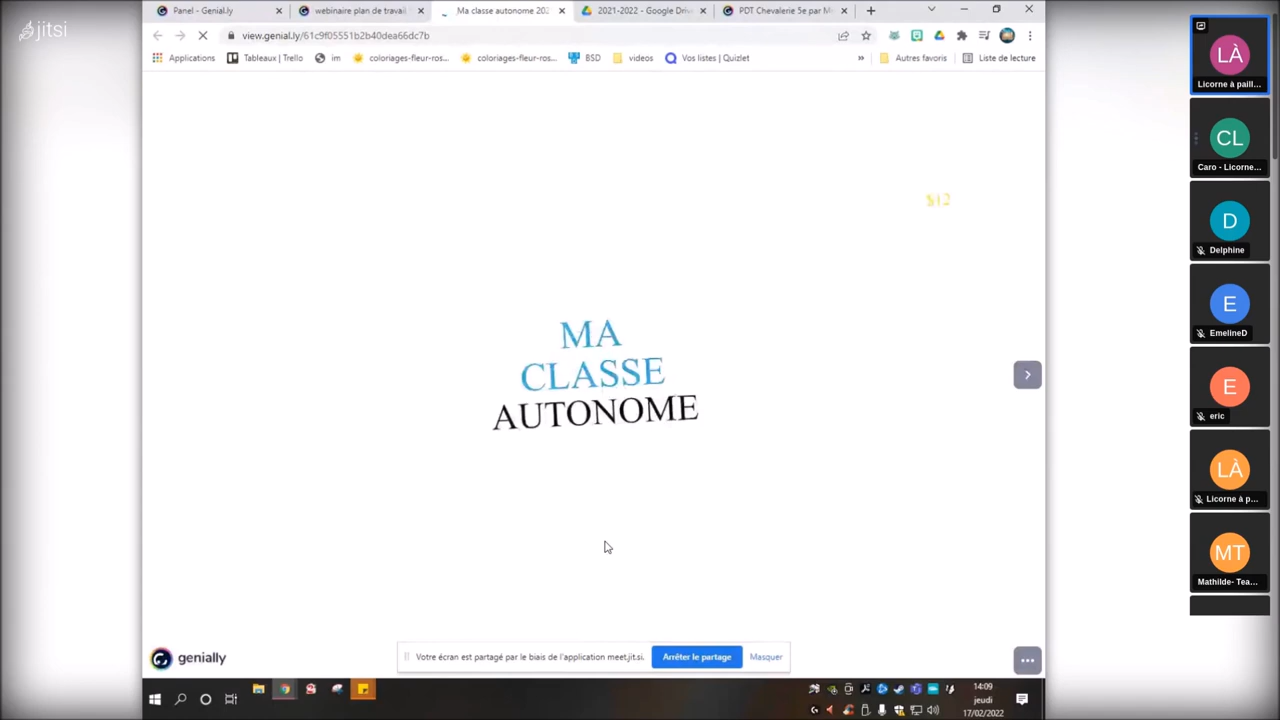 jitsi
Panel - Genial.ly
webinaire plan de travail
Ma classe autonome 202
2021-2022 - Google Drive
PDT Chevalerie 5e par M
view.genial.ly/61c9f05551b2b40dea66dc7b
Applications
Tableaux | Trello
im
coloriages-fleur-ros...
coloriages-fleur-ros...
BSD
videos
Vos listes | Quizlet
»
Autres favoris
Liste de lecture
MA
CLASSE
AUTONOME
genially
Votre écran est partagé par le biais de l'application meet.jit.si.
Arrêter le partage
Masquer
14:09
jeudi
17/02/2022
LÀ
Licorne à paill...
CL
Caro - Licorne...
D
Delphine
E
EmelineD
E
eric
LÀ
Licorne à p...
MT
Mathilde- Tea...